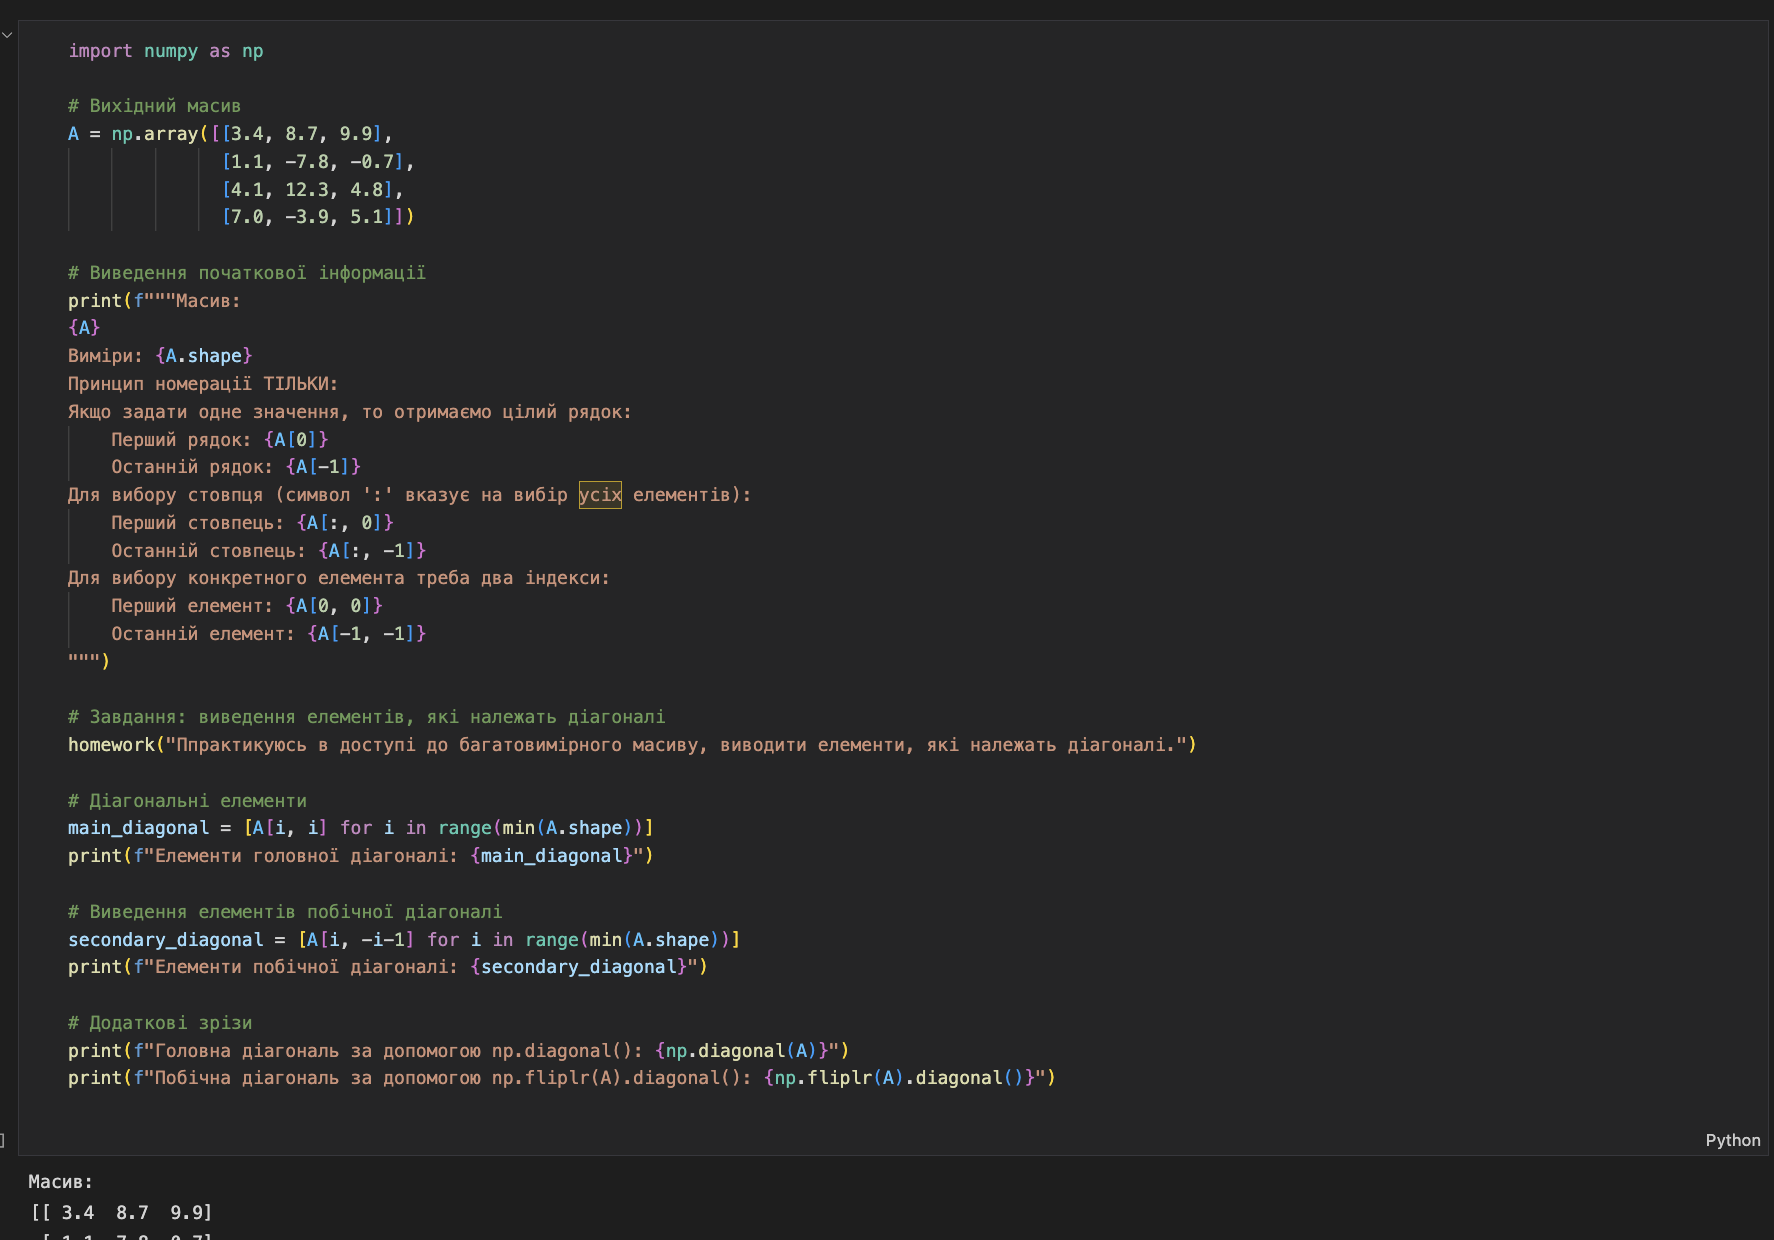 import numpy as np
# Вихідний масив
A = np.array([[3.4, 8.7, 9.9],
[1.1, -7.8, -0.7],
[4.1, 12.3, 4.8],
[7.0, -3.9, 5.1]])
# Виведення початкової інформації
print(f"""Масив:
{A}
Виміри: {A.shape}
Принцип номерації ТІЛЬКИ:
Якщо задати одне значення, то отримаємо цілий рядок:
Перший рядок: {A[0]}
Останній рядок: {A[-1]}
Для вибору стовпця (символ ':' вказує на вибір усіх елементів):
Перший стовпець: {A[:, 0]}
Останній стовпець: {A[:, -1]}
Для вибору конкретного елемента треба два індекси:
Перший елемент: {A[0, 0]}
Останній елемент: {A[-1, -1]}
""")
# Завдання: виведення елементів, які належать діагоналі
homework("Ппрактикуюсь в доступі до багатовимірного масиву, виводити елементи, які належать діагоналі.")
# Діагональні елементи
main_diagonal = [A[i, i] for i in range(min(A.shape))]
print(f"Елементи головної діагоналі: {main_diagonal}")
# Виведення елементів побічної діагоналі
secondary_diagonal = [A[i, -i-1] for i in range(min(A.shape))]
print(f"Елементи побічної діагоналі: {secondary_diagonal}")
# Додаткові зрізи
print(f"Головна діагональ за допомогою np.diagonal(): {np.diagonal(A)}")
print(f"Побічна діагональ за допомогою np.fliplr(A).diagonal(): {np.fliplr(A).diagonal()}")
Python
Масив:
[[ 3.4 8.7 9.9]